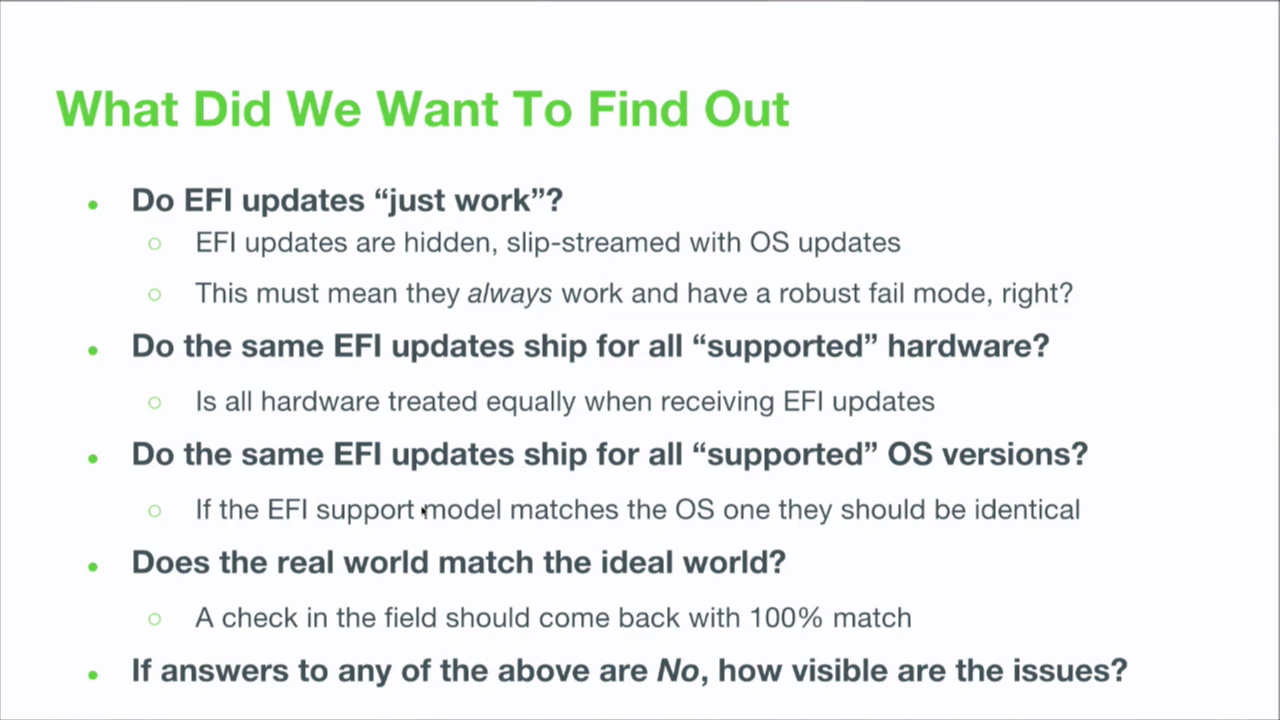 What Did We Want To Find Out
• Do EFI updates “just work”?
○ EFI updates are hidden, slip-streamed with OS updates
○ This must mean they always work and have a robust fail mode, right?
• Do the same EFI updates ship for all “supported” hardware?
○ Is all hardware treated equally when receiving EFI updates
• Do the same EFI updates ship for all “supported” OS versions?
○ If the EFI support model matches the OS one they should be identical
• Does the real world match the ideal world?
○ A check in the field should come back with 100% match
• If answers to any of the above are No, how visible are the issues?